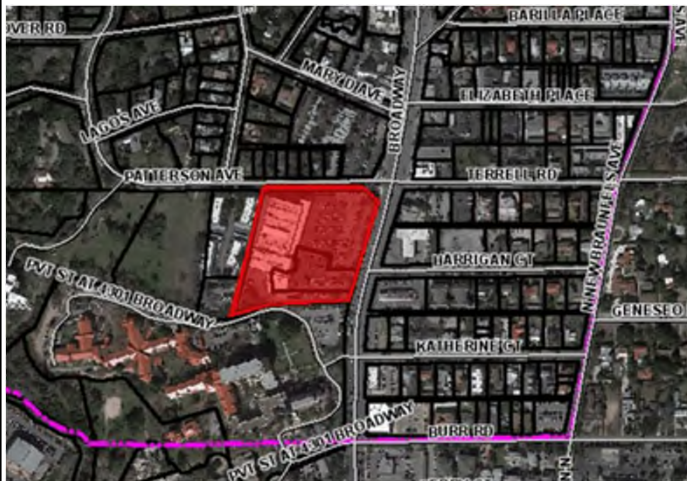 BARILLA PLACE
OVER RD
MARY D AVE
BROADWAY
ELIZABETH PLACE
LAGOS AVE
PATTERSON AVE
TERRELL RD
N NEW BRAUNFELS AVE
HARRIGAN CT
PVT ST AT 4301 BROADWAY
GENESEO
KATHERINE CT
PVT ST AT 4301 BROADWAY
BURR RD